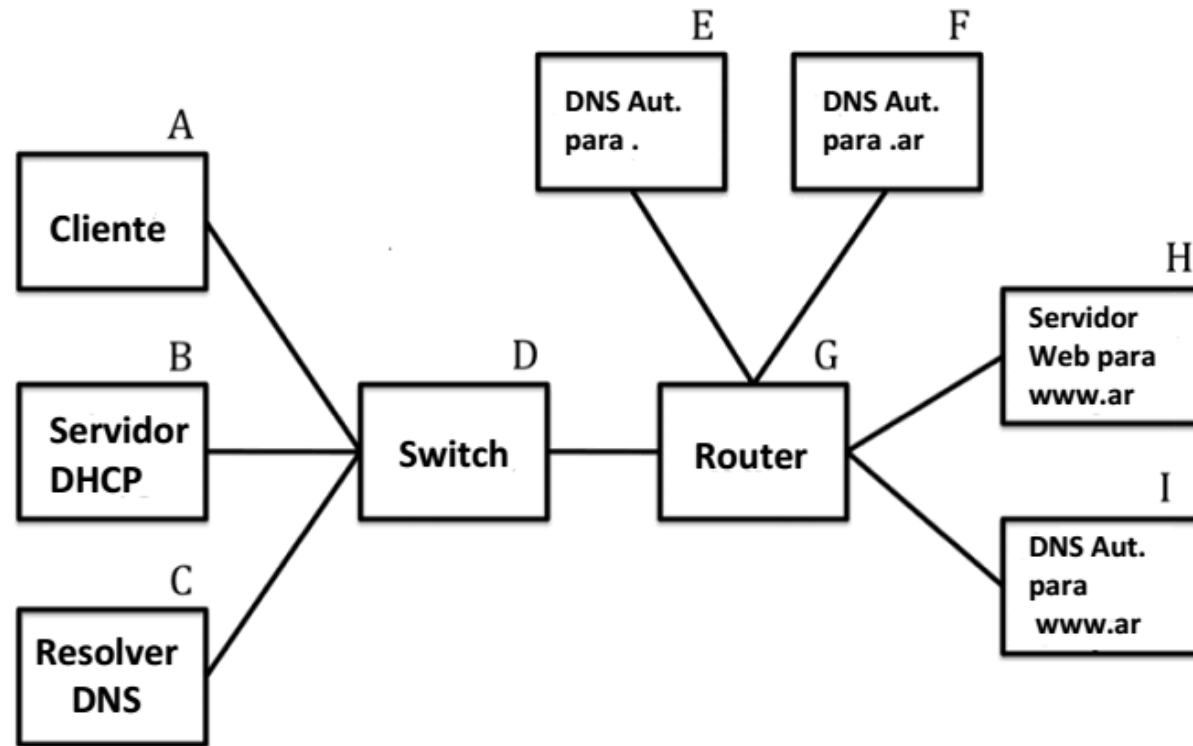 E
F
DNS Aut.
para .
DNS Aut.
para .ar
A
Cliente
H
Servidor
Web para
www.ar
B
Servidor
DHCP
D
Switch
G
Router
I
DNS Aut.
para
www.ar
C
Resolver
DNS